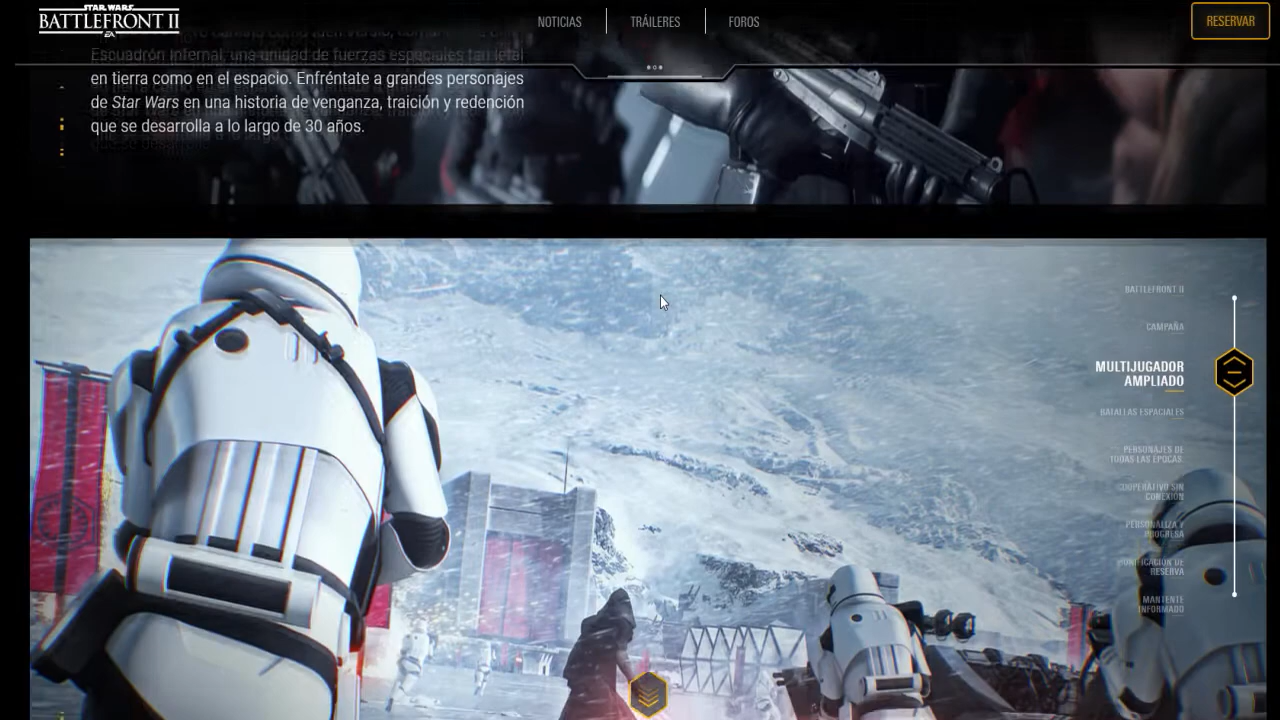 STAR WARS
BATTLEFRONT II
EA
NOTICIAS
TRÁILERES
FOROS
RESERVAR
Escuadrón Infernal, una unidad de fuerzas especiales tan letal
en tierra como en el espacio. Enfréntate a grandes personajes
de Star Wars en una historia de venganza, traición y redención
que se desarrolla a lo largo de 30 años.
BATTLEFRONT II
CAMPAÑA
MULTIJUGADOR
AMPLIADO
BATALLAS ESPACIALES
PERSONAJES DE
TODAS LAS ÉPOCAS
COOPERATIVO SIN
CONEXIÓN
PERSONALIZA Y
PROGRESA
BONIFICACIÓN DE
RESERVA
MANTENTE
INFORMADO